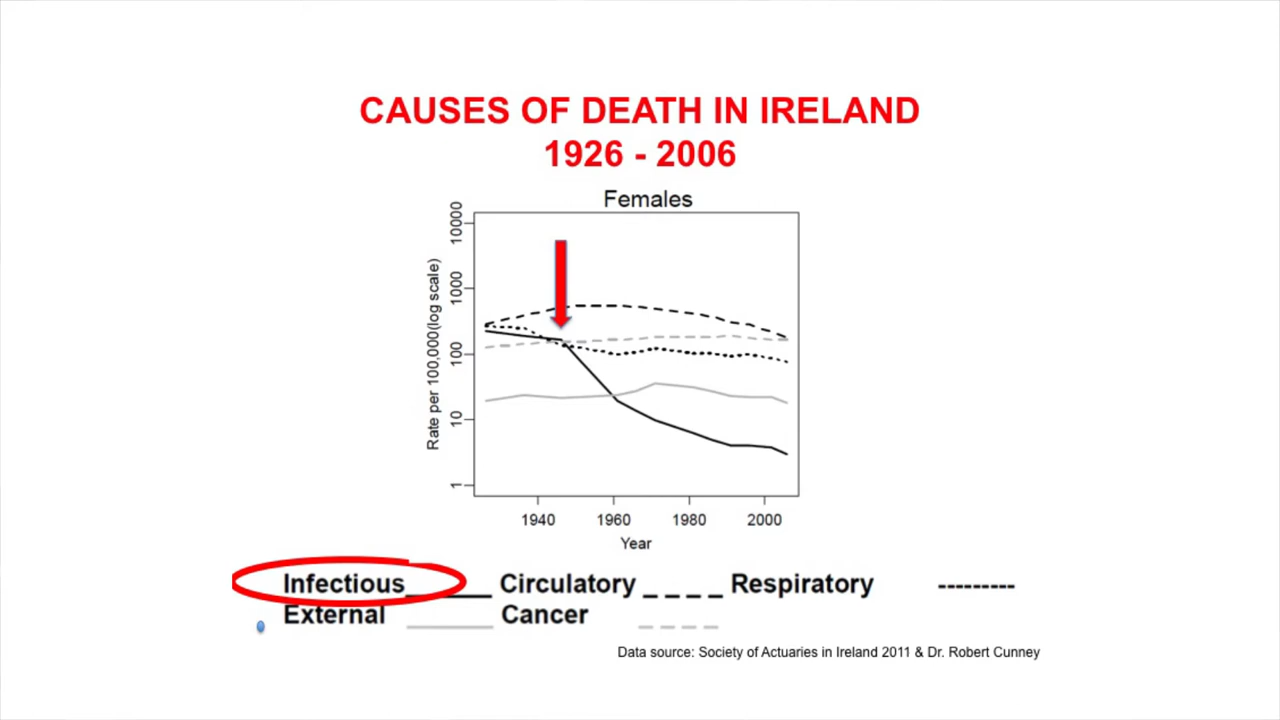 CAUSES OF DEATH IN IRELAND
1926 - 2006
Females
10000
1000
100
10
1
Rate per 100,000(log scale)
1940 1960 1980 2000
Year
Infectious Circulatory Respiratory
External Cancer
Data source: Society of Actuaries in Ireland 2011 & Dr. Robert Cunney